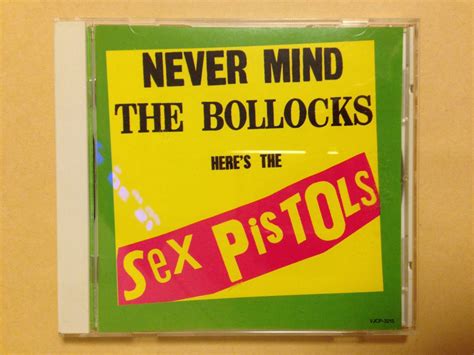 NEVER MIND
THE BOLLOCKS
HERE'S THE
Sex PisTOLs